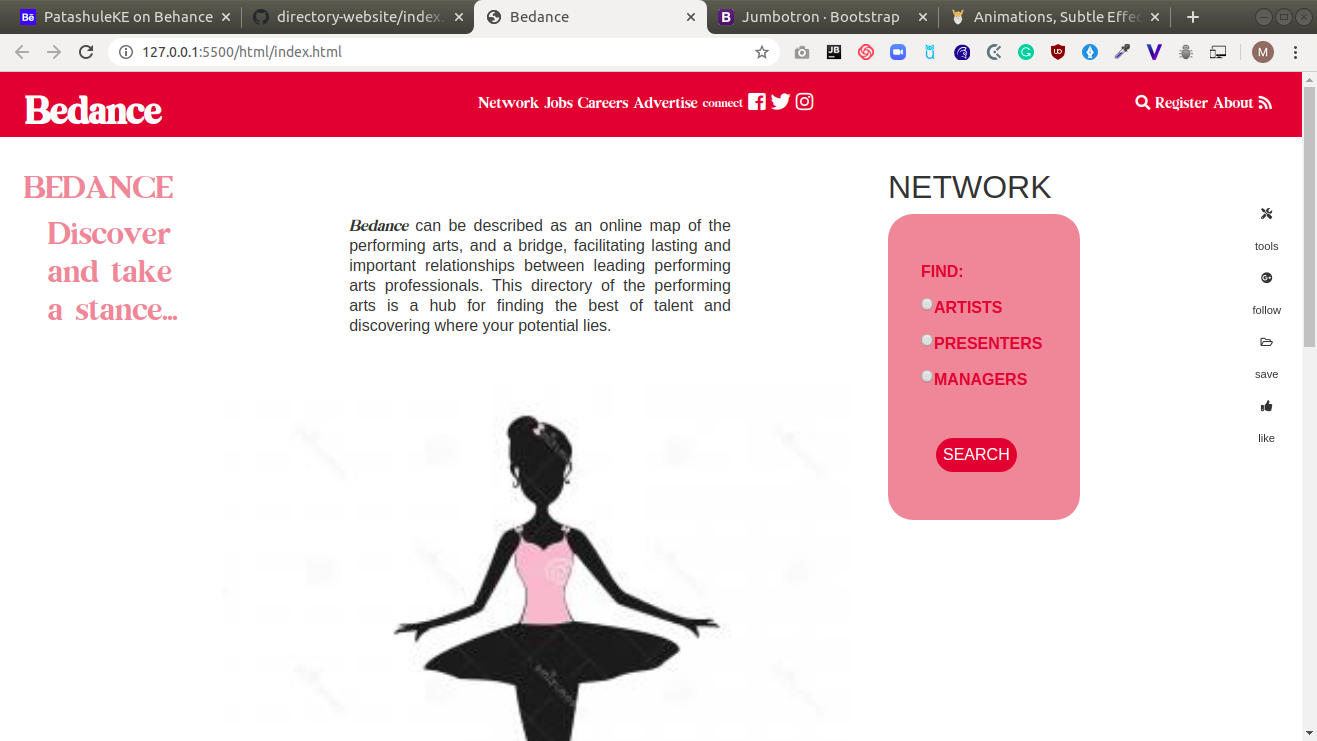 PatashuleKE on Behance
directory-website/index.
Bedance
Jumbotron · Bootstrap
Animations, Subtle Effec
127.0.0.1:5500/html/index.html
M
Bedance
Network Jobs Careers Advertise connect
Register About
BEDANCE
Discover
and take
a stance...
Bedance can be described as an online map of the
performing arts, and a bridge, facilitating lasting and
important relationships between leading performing
arts professionals. This directory of the performing
arts is a hub for finding the best of talent and
discovering where your potential lies.
NETWORK
FIND:
ARTISTS
PRESENTERS
MANAGERS
SEARCH
tools
follow
save
like